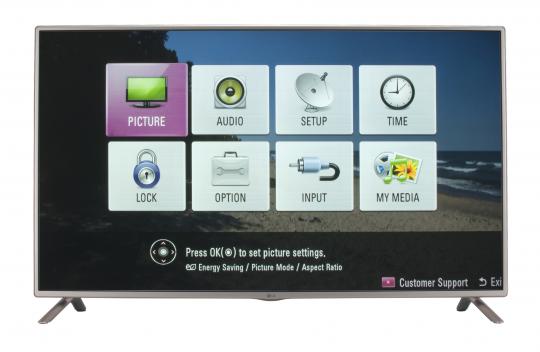 PICTURE
AUDIO
SETUP
TIME
LOCK
OPTION
INPUT
MY MEDIA
Press OK(◉) to set picture settings.
Energy Saving / Picture Mode / Aspect Ratio
Customer Support ⮌ Exi
LG